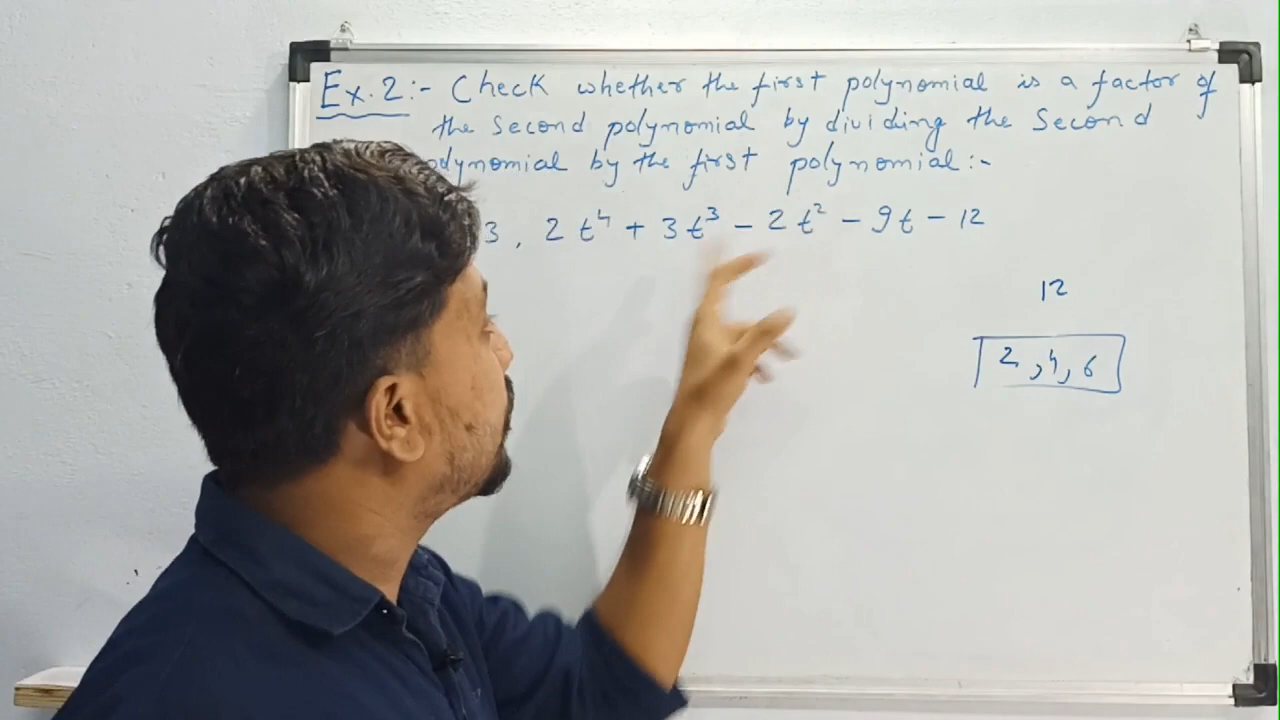 Ex.2:- Check whether the first polynomial is a factor of
the second polynomial by dividing the second
by the first polynomial:-
3 , 2t⁴ + 3t³ - 2t² - 9t - 12
12
2 , 4 , 6